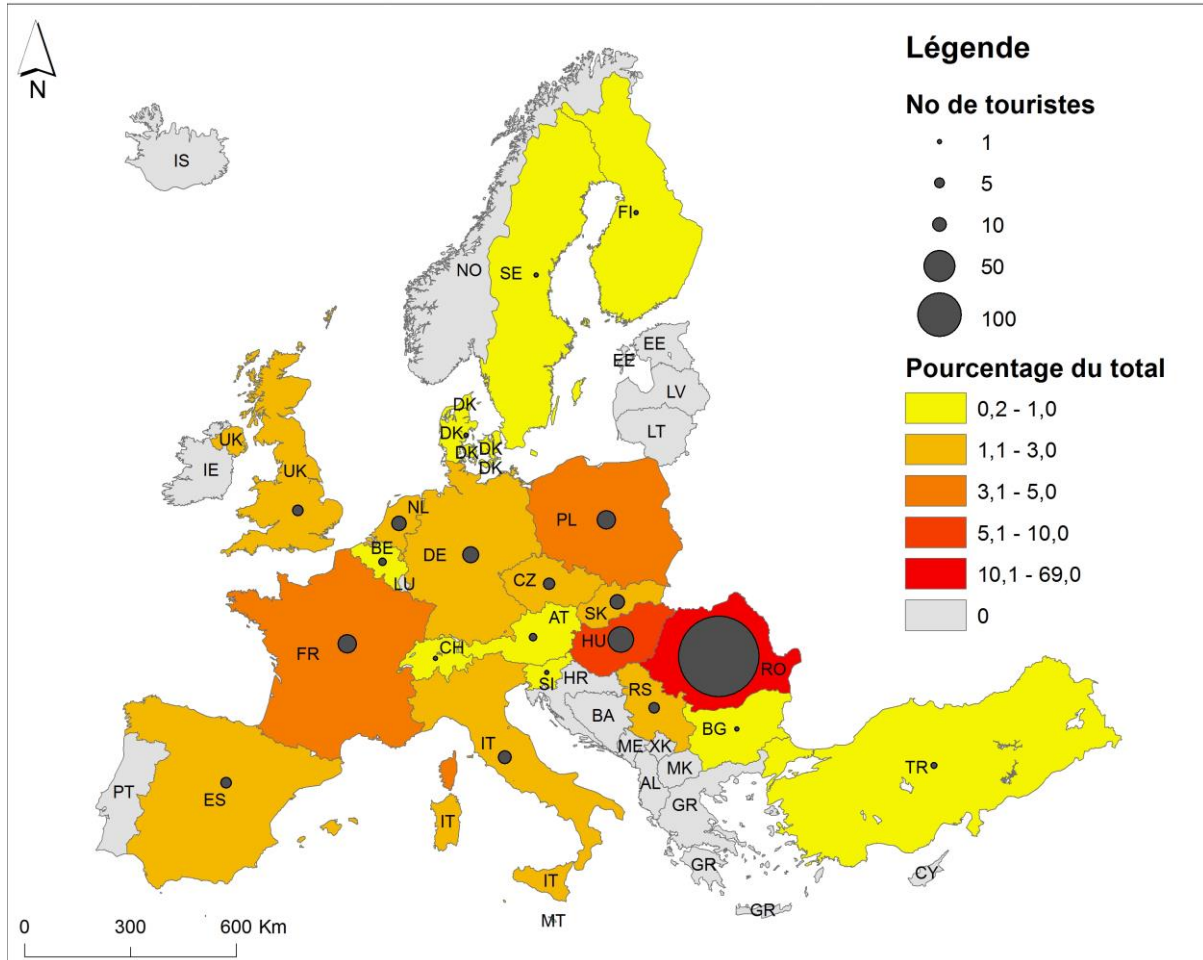 N
Légende
No de touristes
1
5
10
50
100
Pourcentage du total
0,2 - 1,0
1,1 - 3,0
3,1 - 5,0
5,1 - 10,0
10,1 - 69,0
0
IS
FI
SE
NO
EE
EE
LV
LT
DK
DK
DK
DK
DK
UK
IE
UK
NL
PL
BE
DE
LU
CZ
SK
AT
FR
CH
HU
RO
SI
HR
RS
BA
BG
IT
ME
XK
MK
TR
PT
ES
AL
GR
IT
GR
CY
IT
GR
MT
0
300
600 Km